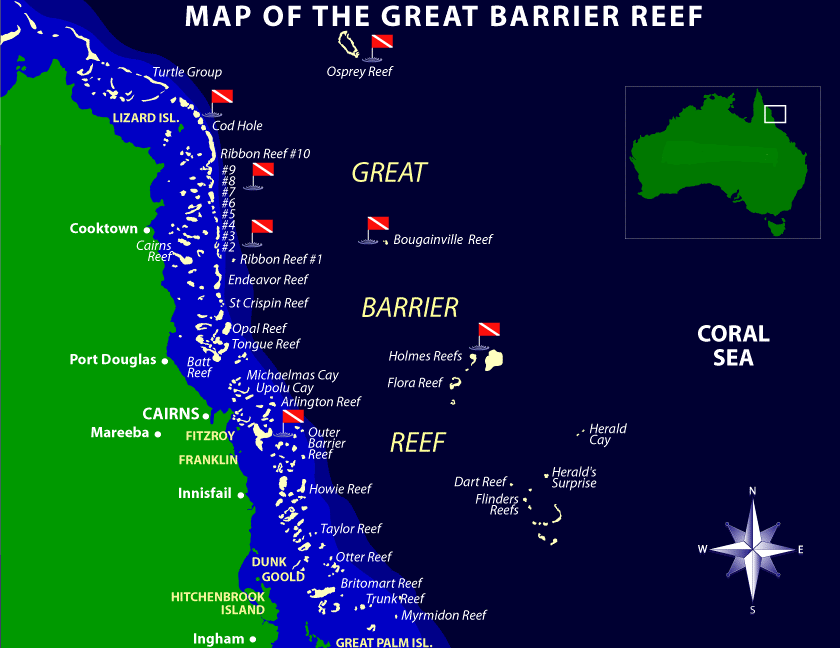 MAP OF THE GREAT BARRIER REEF
Osprey Reef
Turtle Group
LIZARD ISL.
Cod Hole
Ribbon Reef #10
#9
#8
#7
#6
#5
#4
#3
#2
GREAT
Cooktown
Cairns
Reef
Bougainville Reef
Ribbon Reef #1
Endeavor Reef
St Crispin Reef
BARRIER
Opal Reef
Tongue Reef
CORAL
SEA
Port Douglas
Batt
Reef
Holmes Reefs
Flora Reef
Michaelmas Cay
Upolu Cay
Arlington Reef
CAIRNS
Mareeba
FITZROY
Outer
Barrier
Reef
REEF
Herald
Cay
FRANKLIN
Innisfail
Howie Reef
Dart Reef
Herald's
Surprise
Flinders
Reefs
N
W
E
S
Taylor Reef
Otter Reef
DUNK
GOOLD
Britomart Reef
HITCHENBROOK
ISLAND
Trunk Reef
Myrmidon Reef
Ingham
GREAT PALM ISL.